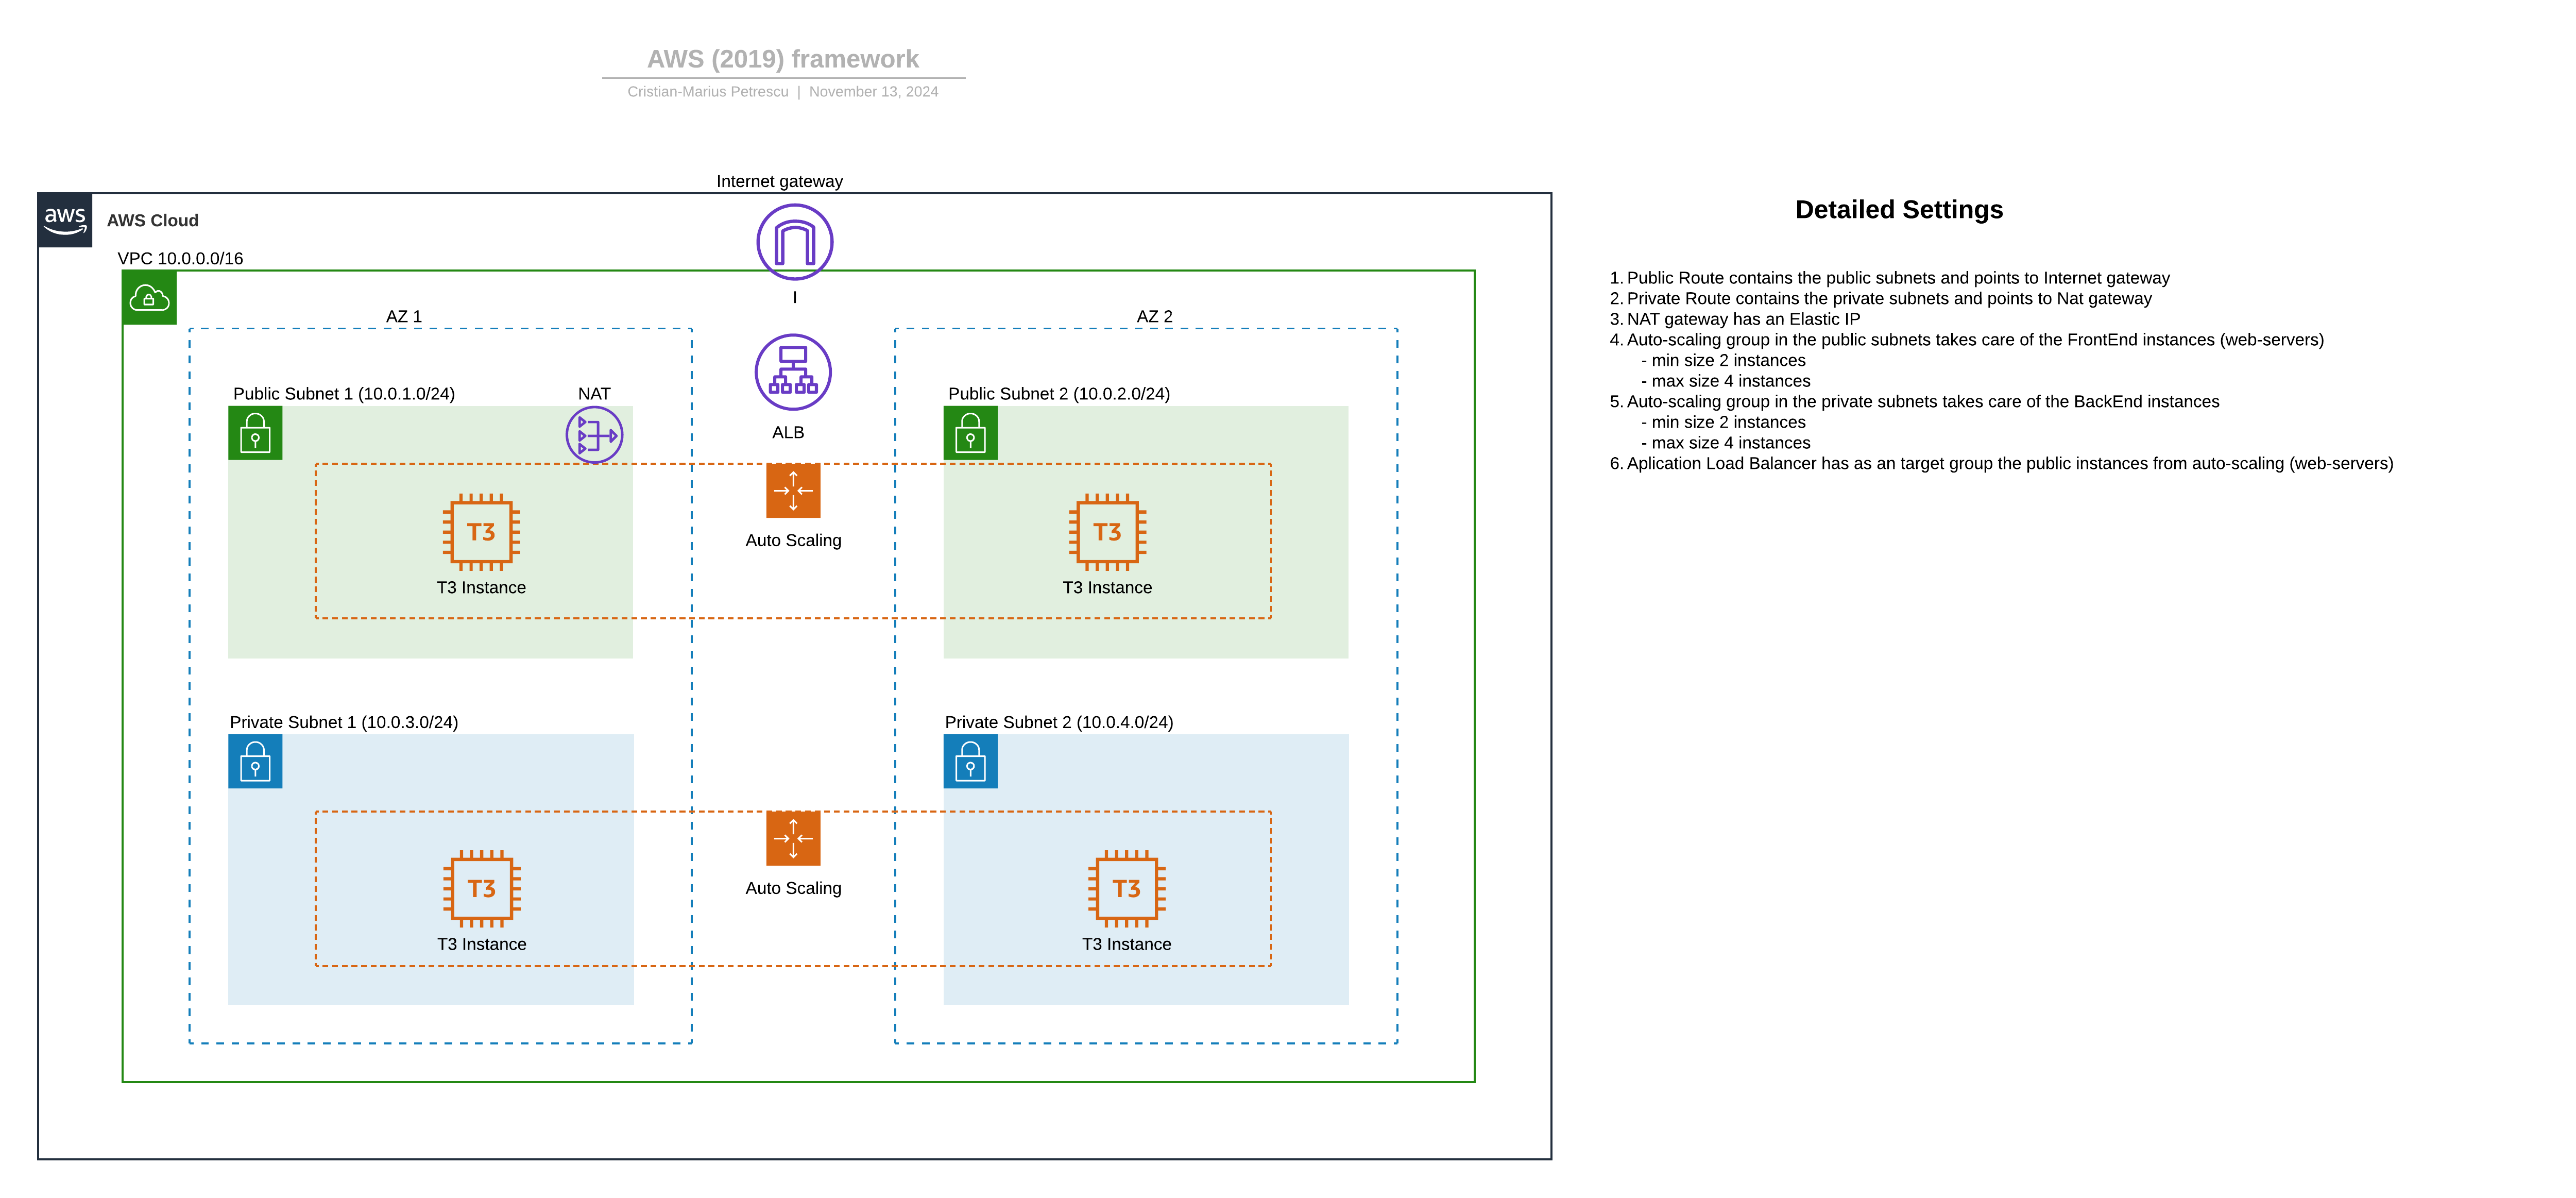 AWS (2019) framework
Cristian-Marius Petrescu | November 13, 2024
Internet gateway
aws
AWS Cloud
VPC 10.0.0.0/16
I
AZ 1
AZ 2
Public Subnet 1 (10.0.1.0/24)
NAT
ALB
Public Subnet 2 (10.0.2.0/24)
T3
T3 Instance
Auto Scaling
T3
T3 Instance
Private Subnet 1 (10.0.3.0/24)
Private Subnet 2 (10.0.4.0/24)
T3
T3 Instance
Auto Scaling
T3
T3 Instance
Detailed Settings
1. Public Route contains the public subnets and points to Internet gateway
2. Private Route contains the private subnets and points to Nat gateway
3. NAT gateway has an Elastic IP
4. Auto-scaling group in the public subnets takes care of the FrontEnd instances (web-servers)
- min size 2 instances
- max size 4 instances
5. Auto-scaling group in the private subnets takes care of the BackEnd instances
- min size 2 instances
- max size 4 instances
6. Aplication Load Balancer has as an target group the public instances from auto-scaling (web-servers)